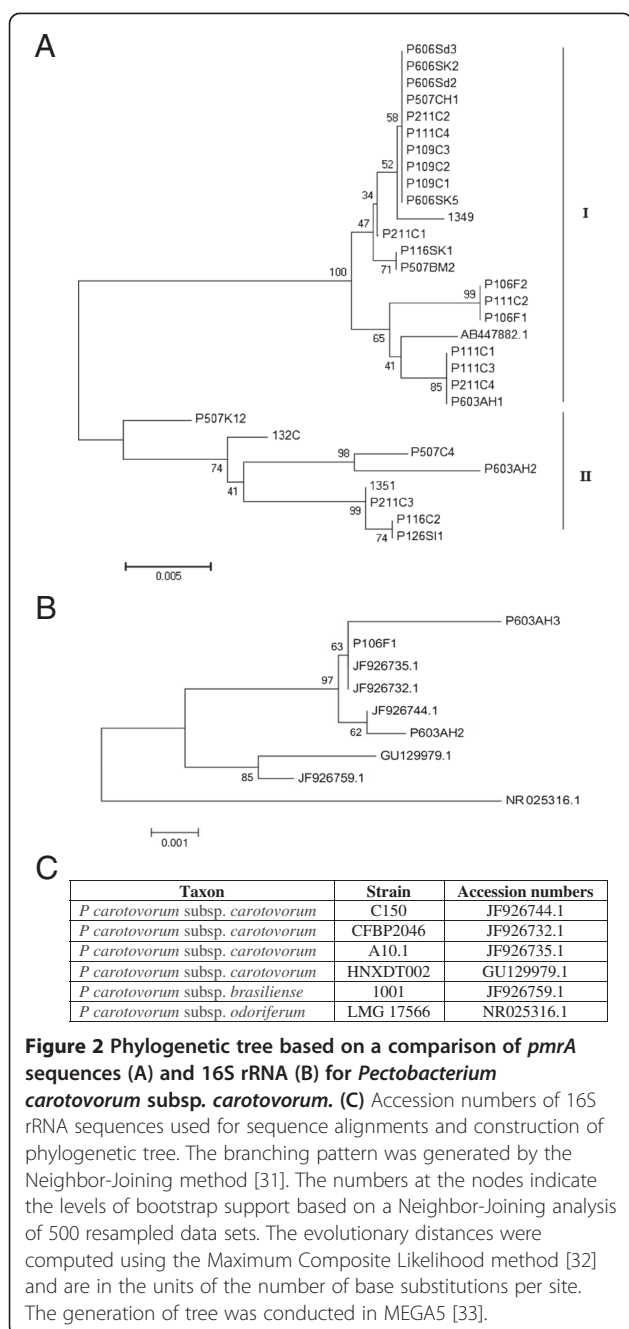 A
P606Sd3
P606SK2
P606Sd2
P507CH1
58
P211C2
P111C4
P109C3
52
P109C2
P109C1
P606SK5
34
1349
I
47
P211C1
P116SK1
100
71
P507BM2
P106F2
99
P111C2
P106F1
65
AB447882.1
41
P111C1
P111C3
85
P211C4
P603AH1
P507K12
132C
98
P507C4
74
P603AH2
II
41
1351
99
P211C3
P116C2
74
P126SI1
0.005
B
P603AH3
63
P106F1
JF926735.1
97
JF926732.1
JF926744.1
62
P603AH2
GU129979.1
85
JF926759.1
NR025316.1
0.001
C
Taxon Strain Accession numbers
P carotovorum subsp. carotovorum C150 JF926744.1
P carotovorum subsp. carotovorum CFBP2046 JF926732.1
P carotovorum subsp. carotovorum A10.1 JF926735.1
P carotovorum subsp. carotovorum HNXDT002 GU129979.1
P carotovorum subsp. brasiliense 1001 JF926759.1
P carotovorum subsp. odoriferum LMG 17566 NR025316.1
Figure 2 Phylogenetic tree based on a comparison of pmrA
sequences (A) and 16S rRNA (B) for Pectobacterium
carotovorum subsp. carotovorum. (C) Accession numbers of 16S
rRNA sequences used for sequence alignments and construction of
phylogenetic tree. The branching pattern was generated by the
Neighbor-Joining method [31]. The numbers at the nodes indicate
the levels of bootstrap support based on a Neighbor-Joining analysis
of 500 resampled data sets. The evolutionary distances were
computed using the Maximum Composite Likelihood method [32]
and are in the units of the number of base substitutions per site.
The generation of tree was conducted in MEGA5 [33].